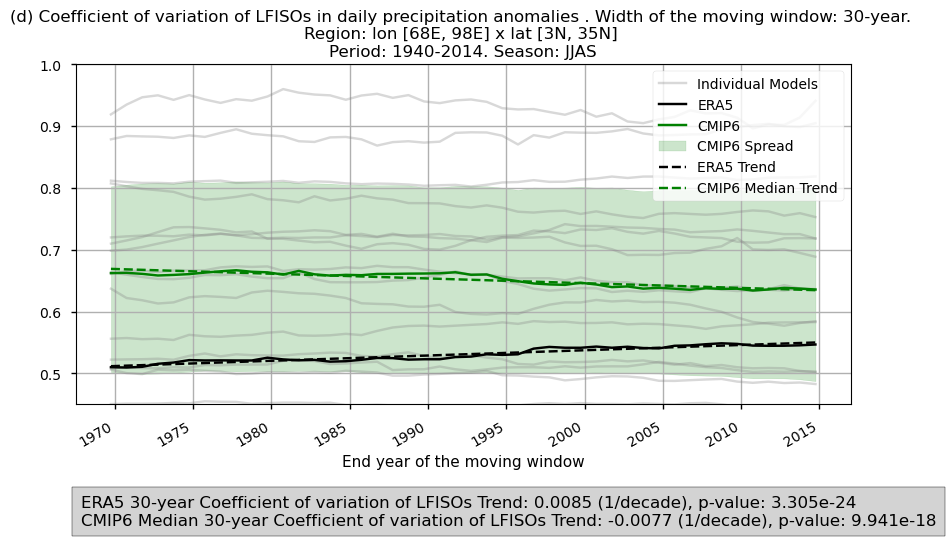 (d) Coefficient of variation of LFISOs in daily precipitation anomalies . Width of the moving window: 30-year.
Region: lon [68E, 98E] x lat [3N, 35N]
Period: 1940-2014. Season: JJAS
1.0
0.9
0.8
0.7
0.6
0.5
Individual Models
ERA5
CMIP6
CMIP6 Spread
ERA5 Trend
CMIP6 Median Trend
1970 1975 1980 1985 1990 1995 2000 2005 2010 2015
End year of the moving window
ERA5 30-year Coefficient of variation of LFISOs Trend: 0.0085 (1/decade), p-value: 3.305e-24
CMIP6 Median 30-year Coefficient of variation of LFISOs Trend: -0.0077 (1/decade), p-value: 9.941e-18